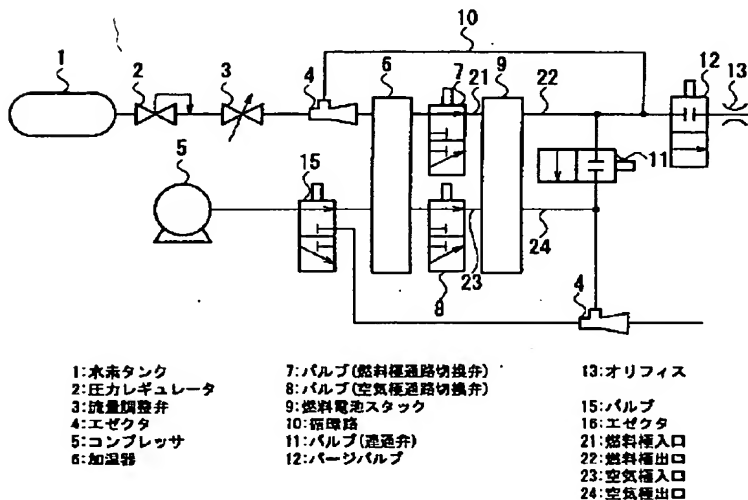 10
1
2
3
4
6
7
21
9
22
12
13
5
15
11
23
24
8
4
1:水素タンク
2:圧力レギュレータ
3:流量調整弁
4:エゼクタ
5:コンプレッサ
6:加湿器
7:バルブ(燃料極通路切換弁)
8:バルブ(空気極通路切換弁)
9:燃料電池スタック
10:循環路
11:バルブ(連通弁)
12:パージバルブ
13:オリフィス
15:バルブ
16:エゼクタ
21:燃料極入口
22:燃料極出口
23:空気極入口
24:空気極出口